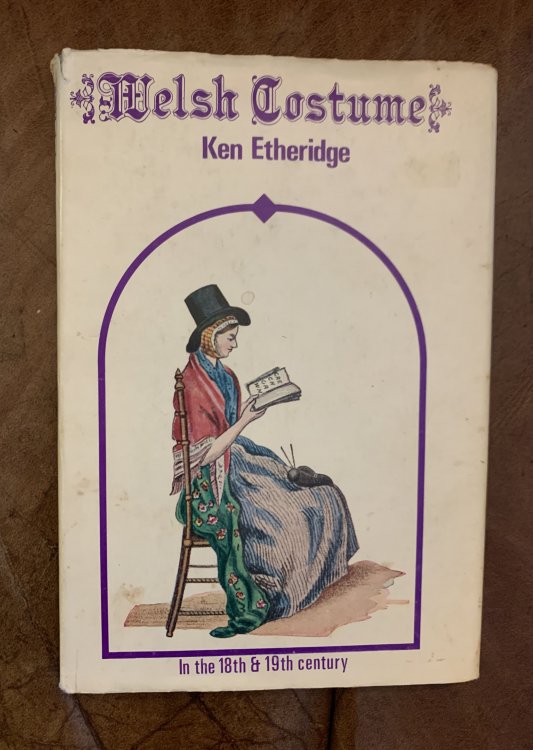 Welsh Costume
Ken Etheridge
In the 18th & 19th century